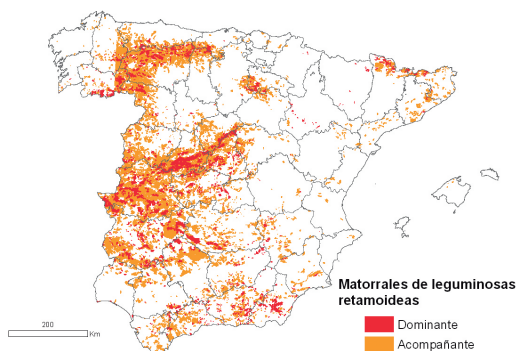 Matorrales de leguminosas
retamoideas
Dominante
Acompañante
200
Km